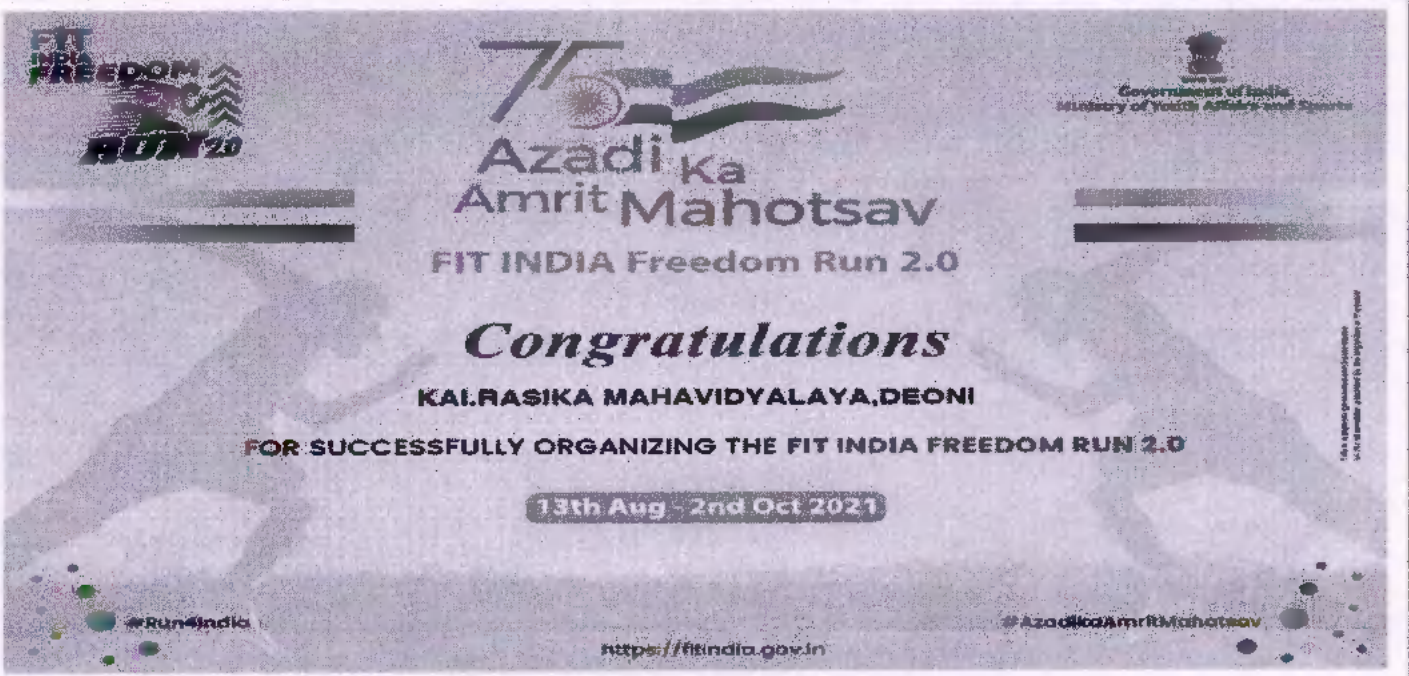 FIT
INDIA
FREEDOM
RUN 2.0
75
Azadi Ka
Amrit Mahotsav
FIT INDIA Freedom Run 2.0
Government of India
Ministry of Youth Affairs and Sports
Congratulations
KAI.RASIKA MAHAVIDYALAYA,DEONI
FOR SUCCESSFULLY ORGANIZING THE FIT INDIA FREEDOM RUN 2.0
13th Aug - 2nd Oct 2021
#Run4India
#AzadikaAmritMahotsav
https://fitindia.gov.in